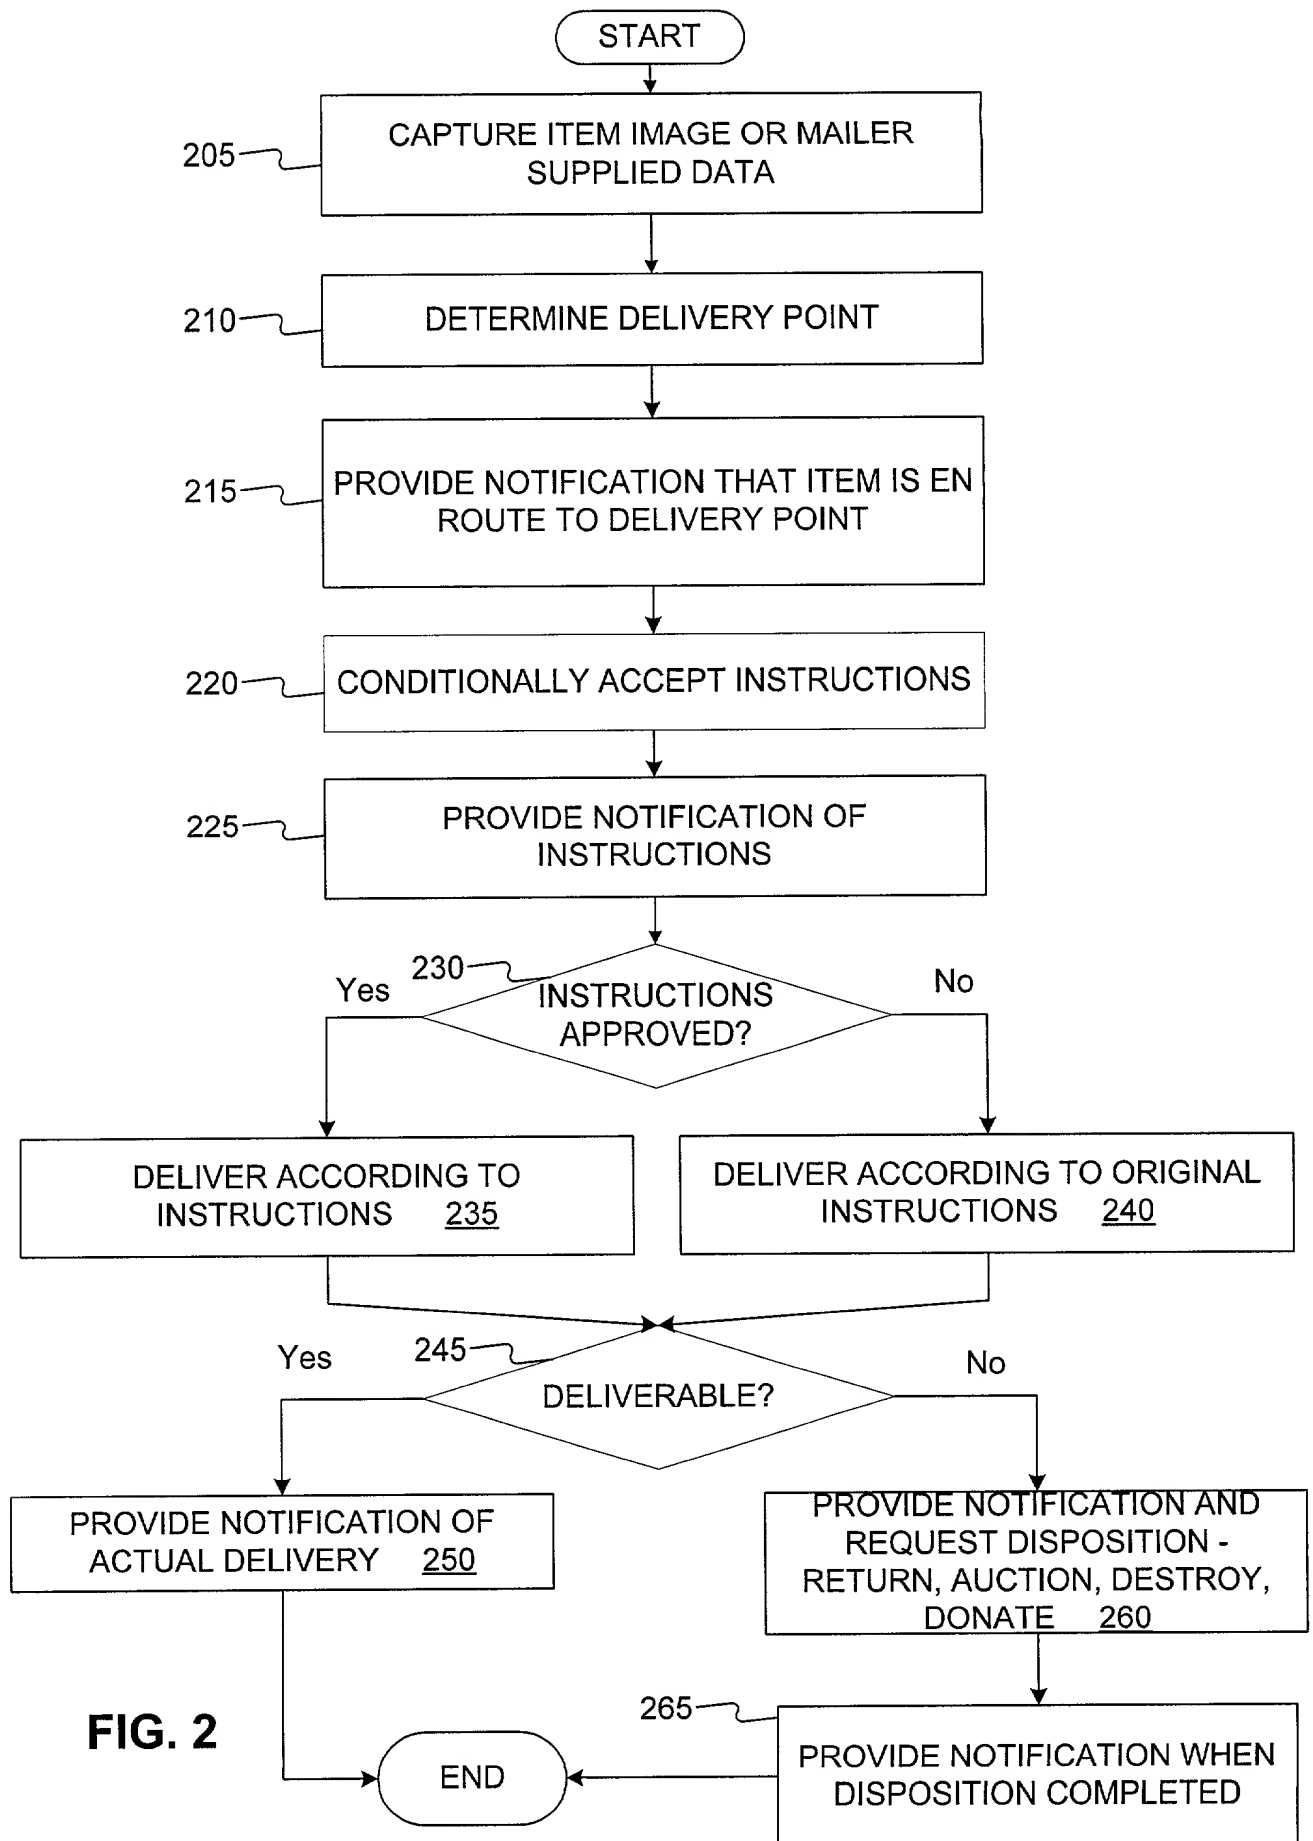 START
CAPTURE ITEM IMAGE OR MAILER
SUPPLIED DATA
205
DETERMINE DELIVERY POINT
210
PROVIDE NOTIFICATION THAT ITEM IS EN
ROUTE TO DELIVERY POINT
215
CONDITIONALLY ACCEPT INSTRUCTIONS
220
PROVIDE NOTIFICATION OF
INSTRUCTIONS
225
230
Yes
INSTRUCTIONS
APPROVED?
No
DELIVER ACCORDING TO
INSTRUCTIONS 235
DELIVER ACCORDING TO ORIGINAL
INSTRUCTIONS 240
245
Yes
DELIVERABLE?
No
PROVIDE NOTIFICATION OF
ACTUAL DELIVERY 250
PROVIDE NOTIFICATION AND
REQUEST DISPOSITION -
RETURN, AUCTION, DESTROY,
DONATE 260
265
PROVIDE NOTIFICATION WHEN
DISPOSITION COMPLETED
END
FIG. 2